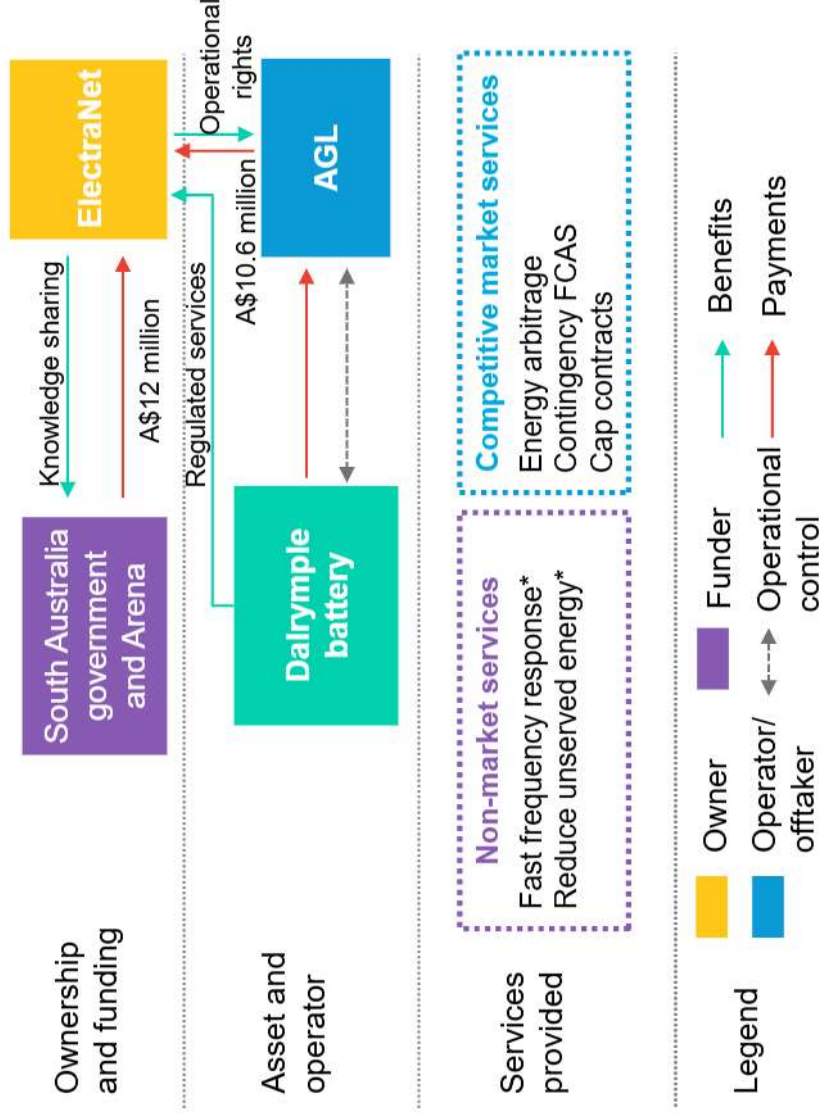 Ownership
and funding
South Australia
government
and Arena
Knowledge sharing
A$12 million
ElectraNet
Regulated services
A$10.6 million
Operational
rights
Asset and
operator
Dalrymple
battery
AGL
Services
provided
Non-market services
Fast frequency response*
Reduce unserved energy*
Competitive market services
Energy arbitrage
Contingency FCAS
Cap contracts
Legend
Owner
Funder
Benefits
Operator/
offtaker
Operational
control
Payments